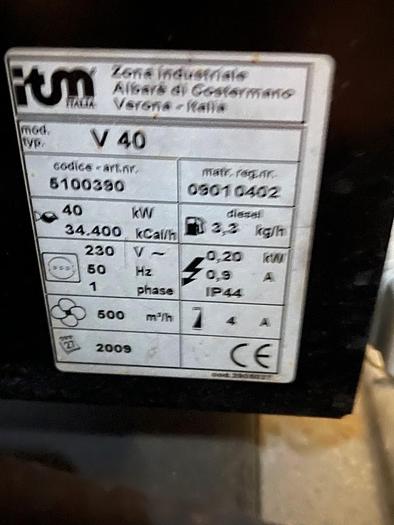 itm ITALIA
Zona Industriale
Albarè di Costermano
Verona - Italia
mod.
typ. V 40
codice - art.nr. matr. reg.nr.
5100390 09010402
40 kW diesel
34.400 kCal/h 3,3 kg/h
230 V ~ 0,20 kW
50 Hz 0,9 A
1 phase IP44
500 m³/h 4 A
27 2009 CE